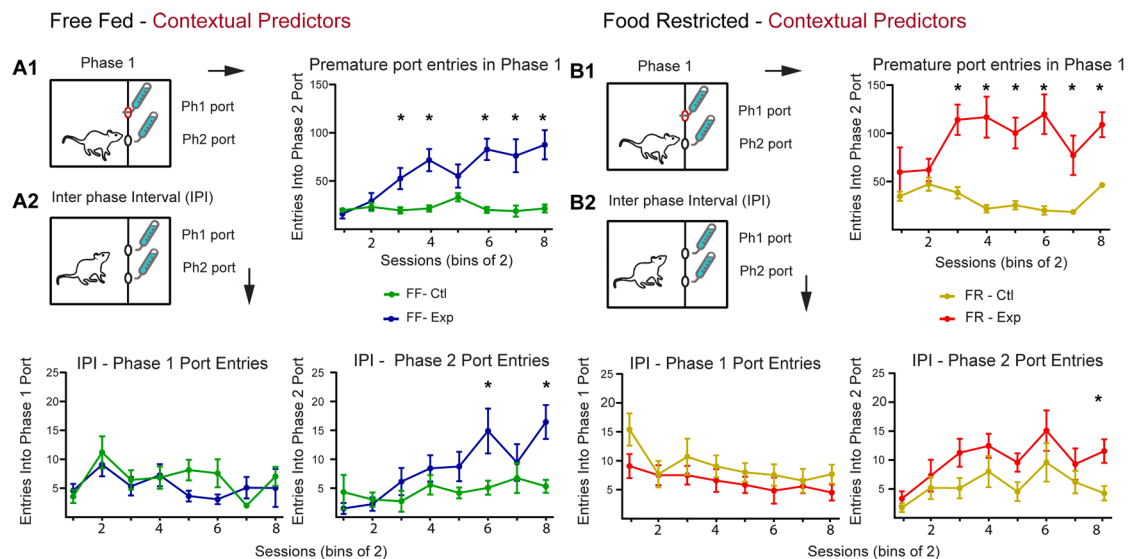 Free Fed - Contextual Predictors
A1
Phase 1
Ph1 port
Ph2 port
A2
Inter phase Interval (IPI)
Ph1 port
Ph2 port
Premature port entries in Phase 1
Entries Into Phase 2 Port
150
100
50
* * * * *
2 4 6 8
Sessions (bins of 2)
FF- Ctl
FF- Exp
IPI - Phase 1 Port Entries
Entries Into Phase 1 Port
25
20
15
10
5
2 4 6 8
IPI - Phase 2 Port Entries
Entries Into Phase 2 Port
25
20
15
10
5
* *
2 4 6 8
Sessions (bins of 2)
Food Restricted - Contextual Predictors
B1
Phase 1
Ph1 port
Ph2 port
B2
Inter phase Interval (IPI)
Ph1 port
Ph2 port
Premature port entries in Phase 1
Entries Into Phase 2 Port
150
100
50
* * * * * *
2 4 6 8
Sessions (bins of 2)
FR - Ctl
FR - Exp
IPI - Phase 1 Port Entries
Entries Into Phase 1 Port
25
20
15
10
5
2 4 6 8
IPI - Phase 2 Port Entries
Entries Into Phase 2 Port
25
20
15
10
5
*
2 4 6 8
Sessions (bins of 2)